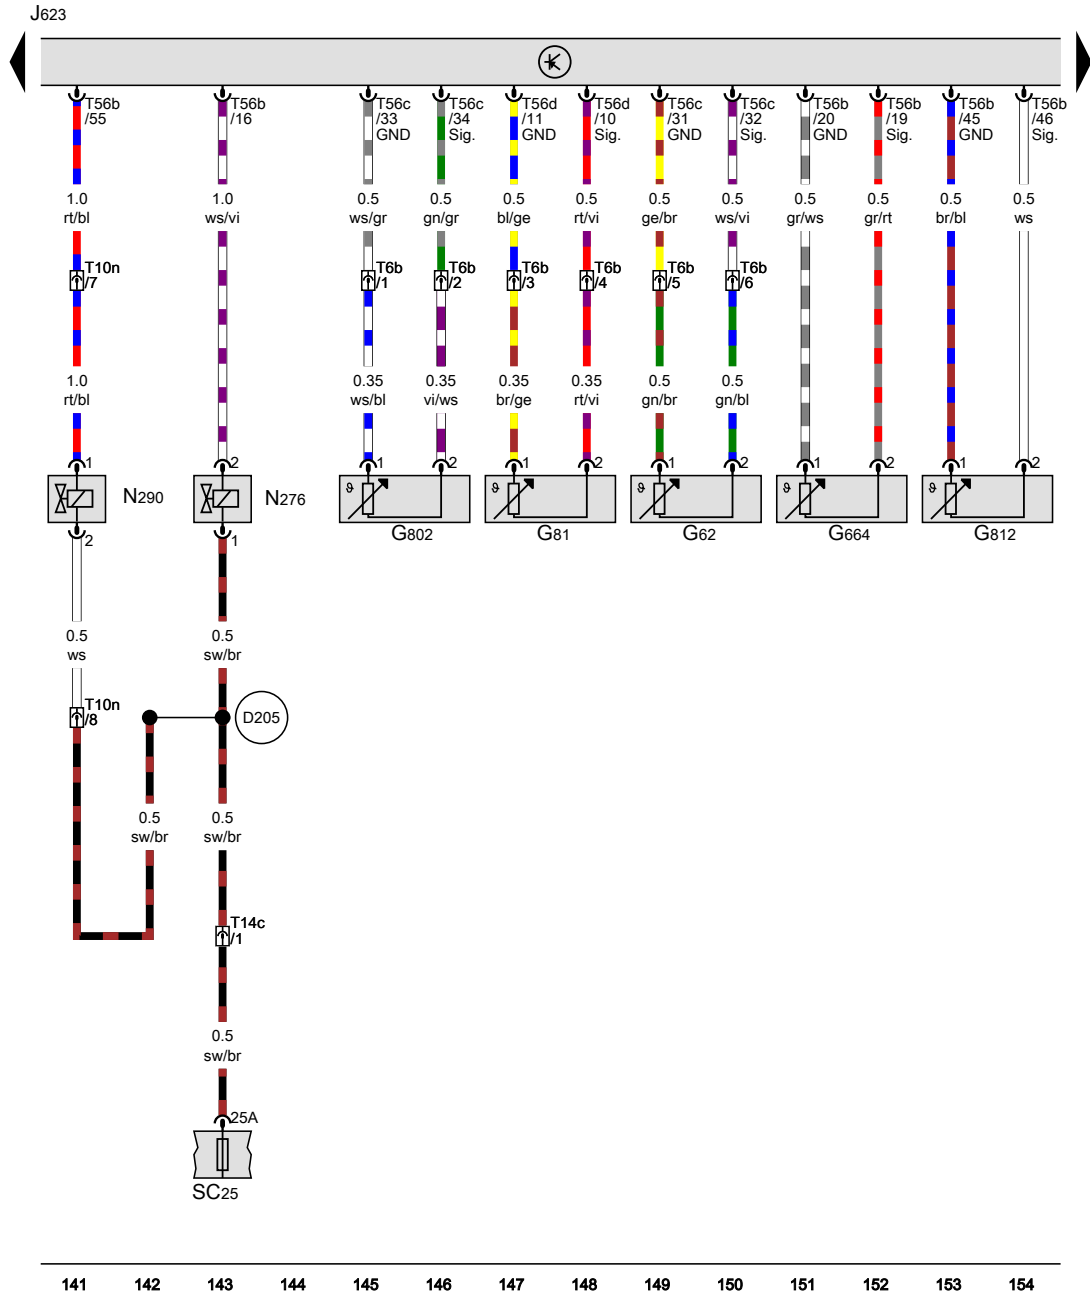 J623
T56b T56b T56c T56c T56d T56d T56c T56c T56b T56b T56b T56b
/55 /16 /33 /34 /11 /10 /31 /32 /20 /19 /45 /46
GND Sig. GND Sig. GND Sig. GND Sig. GND Sig.
1.0 1.0 0.5 0.5 0.5 0.5 0.5 0.5 0.5 0.5 0.5 0.5
rt/bl ws/vi ws/gr gn/gr bl/ge rt/vi ge/br ws/vi gr/ws gr/rt br/bl ws
T10n T6b T6b T6b T6b T6b T6b
/7 /1 /2 /3 /4 /5 /6
1.0 0.35 0.35 0.35 0.35 0.5 0.5
rt/bl ws/bl vi/ws br/ge rt/vi gn/br gn/bl
1 2 1 2 1 2 1 2 1 2 1 2
N290 N276
G802 G81 G62 G664 G812
2 1
0.5 0.5
ws sw/br
T10n
/8
D205
0.5 0.5
sw/br sw/br
T14c
/1
0.5
sw/br
25A
SC25
141 142 143 144 145 146 147 148 149 150 151 152 153 154